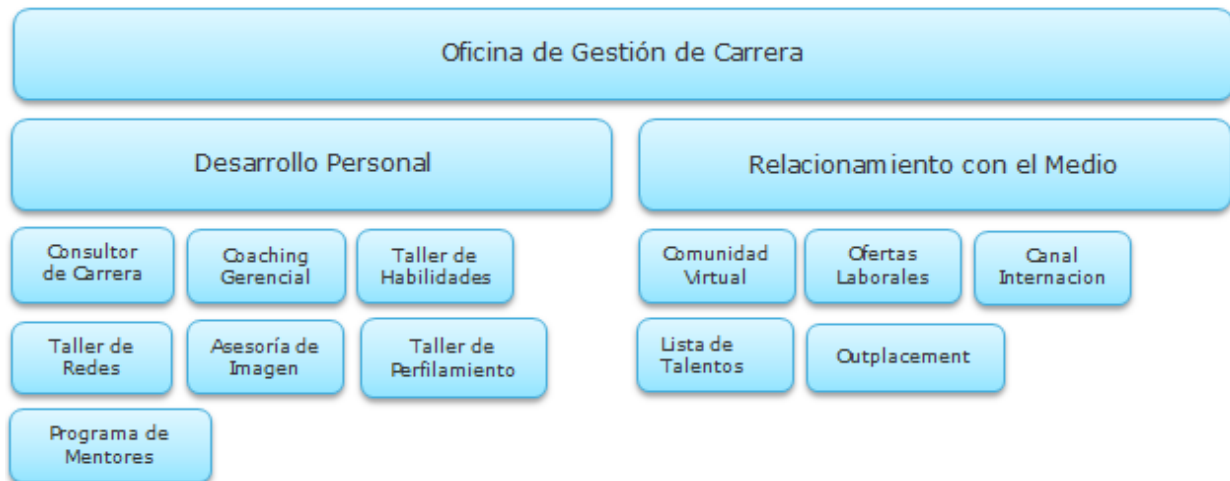 Oficina de Gestión de Carrera
Desarrollo Personal
Relacionamiento con el Medio
Consultor
de Carrera
Coaching
Gerencial
Taller de
Habilidades
Comunidad
Virtual
Ofertas
Laborales
Canal
Internacion
Taller de
Redes
Asesoría de
Imagen
Taller de
Perfilamiento
Lista de
Talentos
Outplacement
Programa de
Mentores